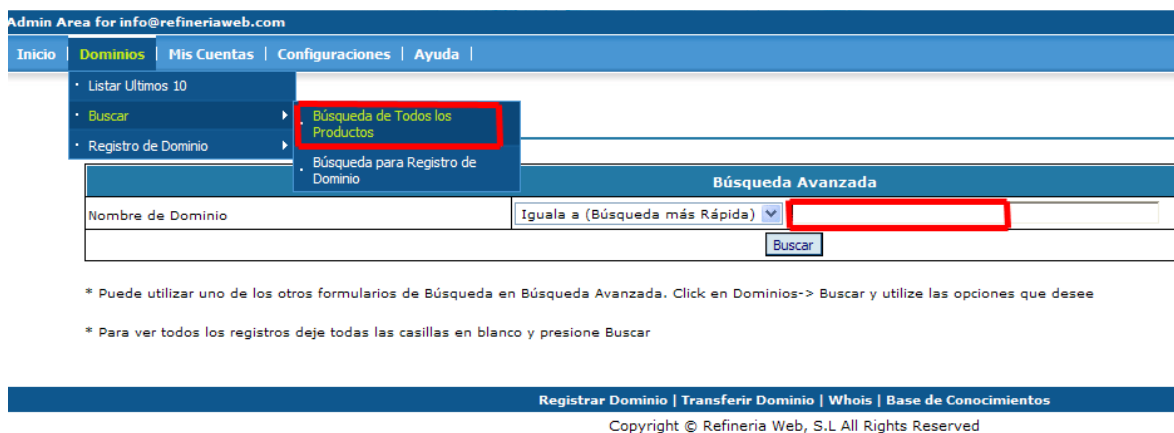 Admin Area for info@refineriaweb.com
Inicio | Dominios | Mis Cuentas | Configuraciones | Ayuda |
Listar Ultimos 10
Buscar
Registro de Dominio
Búsqueda de Todos los
Productos
Búsqueda para Registro de
Dominio
Búsqueda Avanzada
Nombre de Dominio
Iguala a (Búsqueda más Rápida)
Buscar
* Puede utilizar uno de los otros formularios de Búsqueda en Búsqueda Avanzada. Click en Dominios-> Buscar y utilize las opciones que desee
* Para ver todos los registros deje todas las casillas en blanco y presione Buscar
Registrar Dominio | Transferir Dominio | Whois | Base de Conocimientos
Copyright © Refineria Web, S.L All Rights Reserved